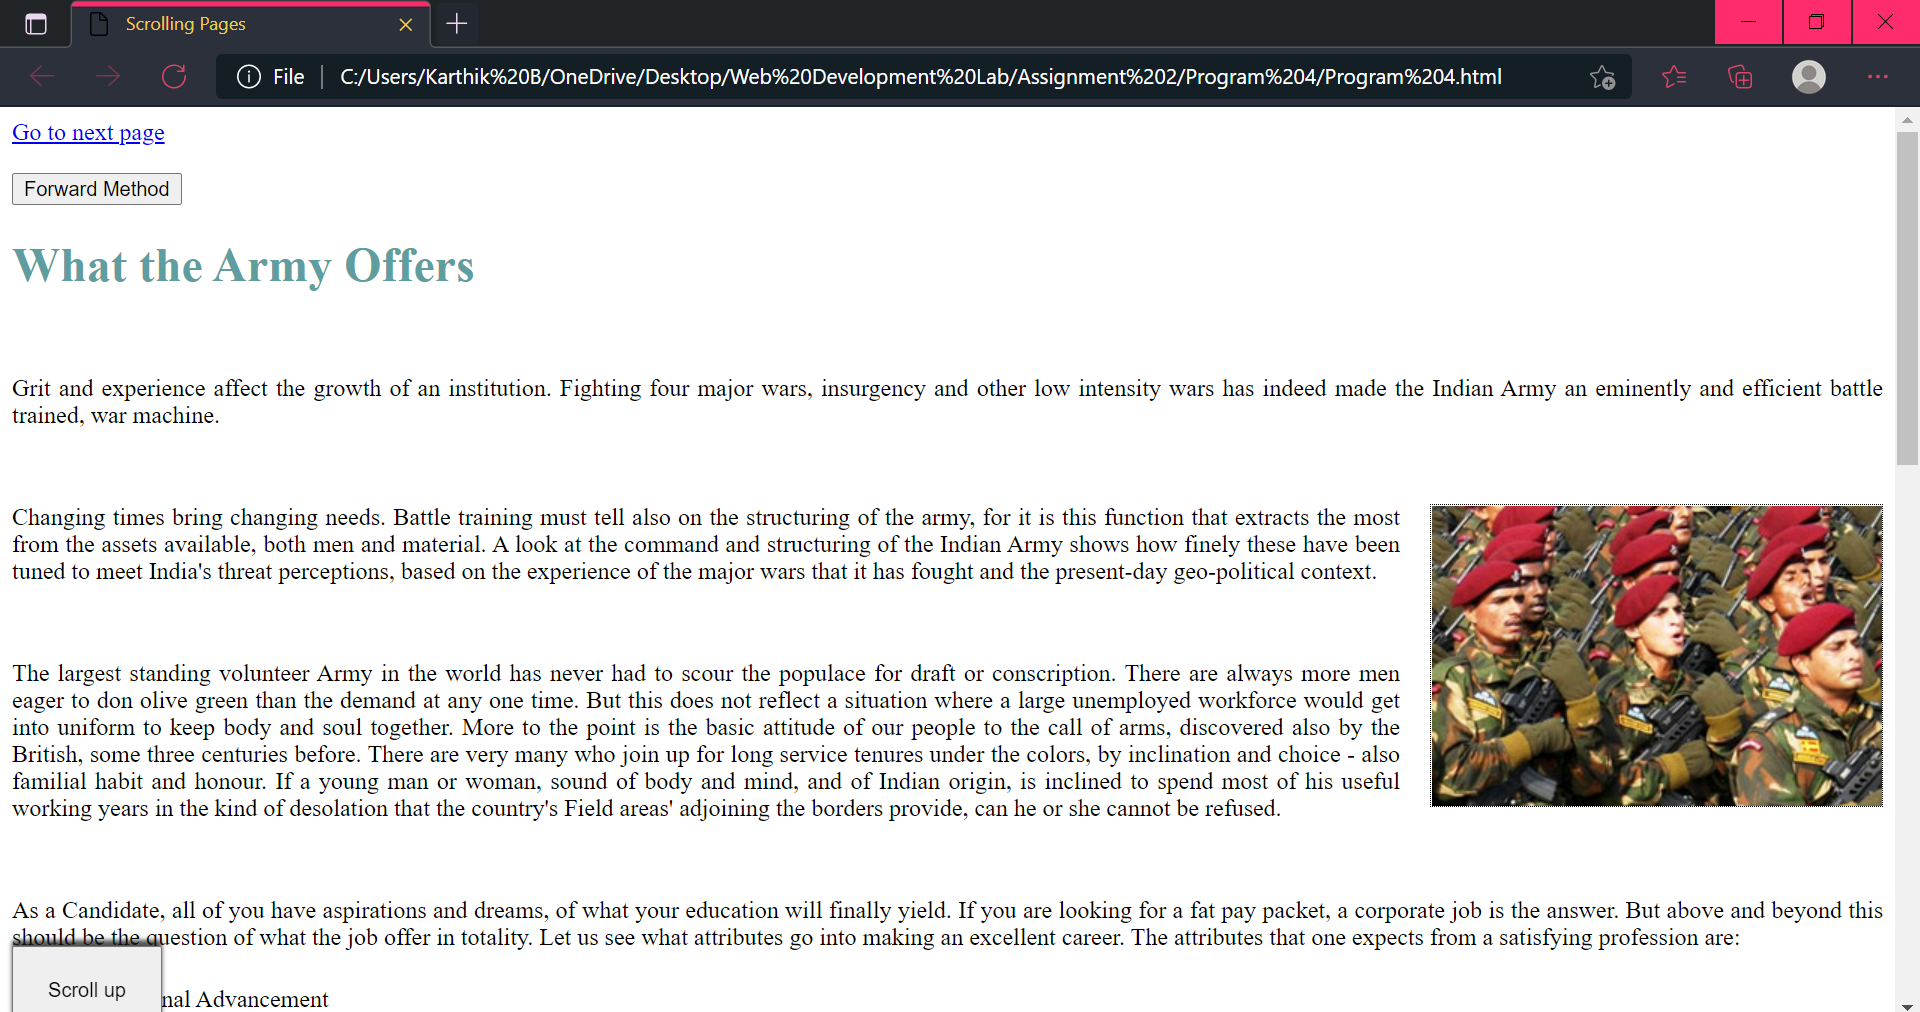 Scrolling Pages
File
C:/Users/Karthik%20B/OneDrive/Desktop/Web%20Development%20Lab/Assignment%202/Program%204/Program%204.html
Go to next page
Forward Method
What the Army Offers
Grit and experience affect the growth of an institution. Fighting four major wars, insurgency and other low intensity wars has indeed made the Indian Army an eminently and efficient battle
trained, war machine.
Changing times bring changing needs. Battle training must tell also on the structuring of the army, for it is this function that extracts the most
from the assets available, both men and material. A look at the command and structuring of the Indian Army shows how finely these have been
tuned to meet India's threat perceptions, based on the experience of the major wars that it has fought and the present-day geo-political context.
The largest standing volunteer Army in the world has never had to scour the populace for draft or conscription. There are always more men
eager to don olive green than the demand at any one time. But this does not reflect a situation where a large unemployed workforce would get
into uniform to keep body and soul together. More to the point is the basic attitude of our people to the call of arms, discovered also by the
British, some three centuries before. There are very many who join up for long service tenures under the colors, by inclination and choice - also
familial habit and honour. If a young man or woman, sound of body and mind, and of Indian origin, is inclined to spend most of his useful
working years in the kind of desolation that the country's Field areas' adjoining the borders provide, can he or she cannot be refused.
As a Candidate, all of you have aspirations and dreams, of what your education will finally yield. If you are looking for a fat pay packet, a corporate job is the answer. But above and beyond this
should be the question of what the job offer in totality. Let us see what attributes go into making an excellent career. The attributes that one expects from a satisfying profession are:
Scroll up
nal Advancement